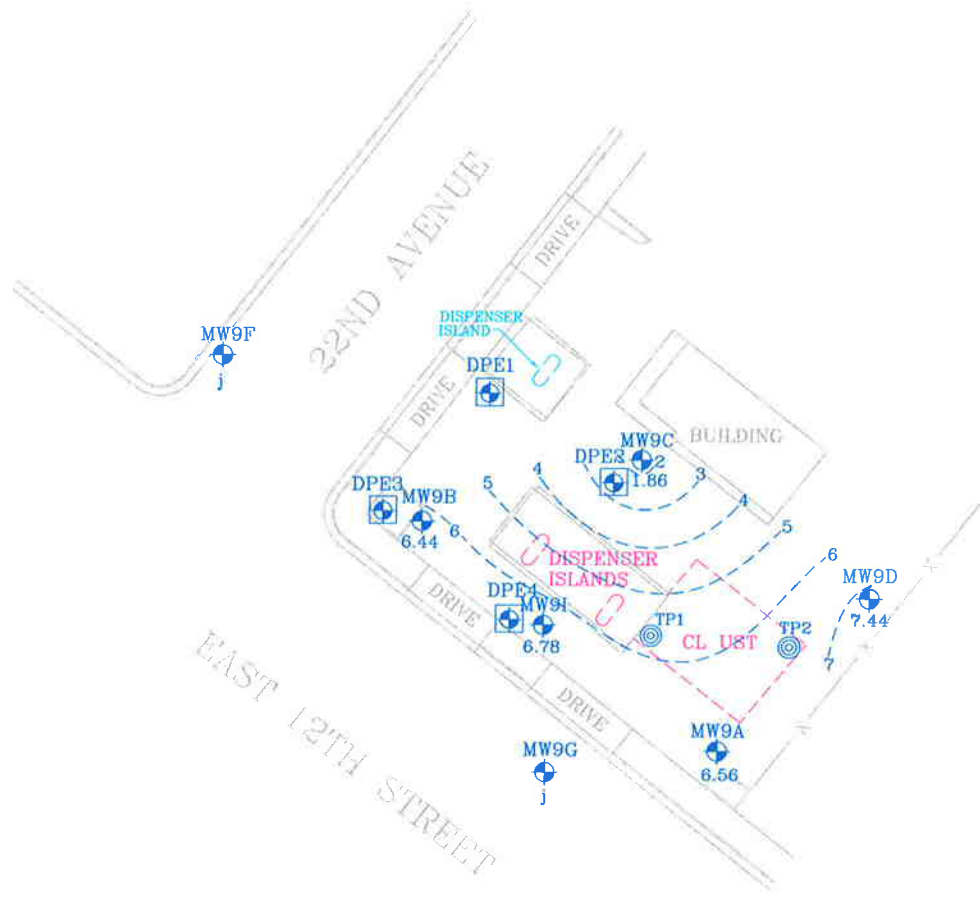 22ND AVENUE
DRIVE
DISPENSER
ISLAND
MW9F
j
DPE1
DRIVE
BUILDING
MW9C
DPE2
2
1.86
3
4
4
5
5
DPE3
MW9B
6.44
6
6
DISPENSER
ISLANDS
MW9D
7.44
DRIVE
DPE4
MW9I
6.78
TP1
CL UST
TP2
7
EAST 12TH STREET
DRIVE
MW9A
6.56
MW9G
j